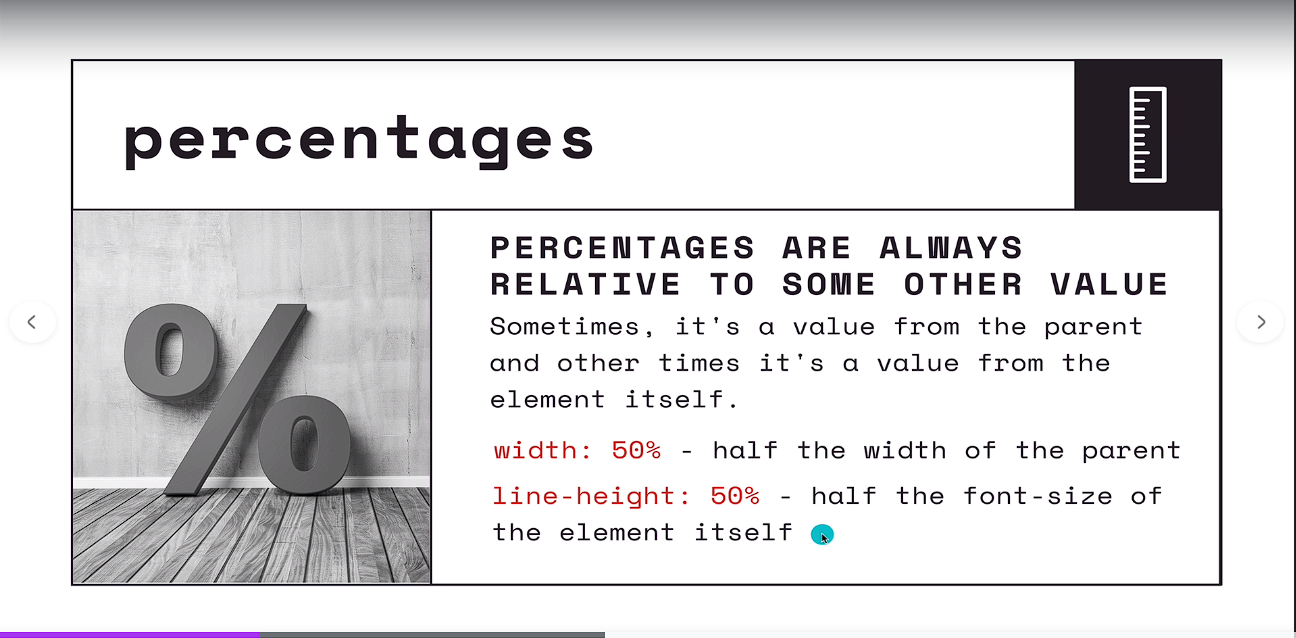 percentages
%
PERCENTAGES ARE ALWAYS
RELATIVE TO SOME OTHER VALUE
Sometimes, it's a value from the parent
and other times it's a value from the
element itself.
width: 50% - half the width of the parent
line-height: 50% - half the font-size of
the element itself